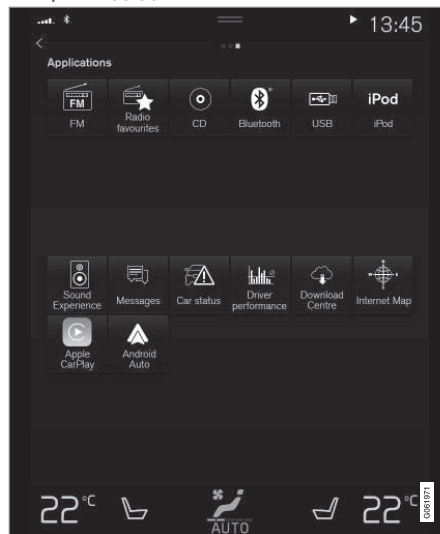 13:45
Applications
FM
FM
Radio
favourites
CD
Bluetooth
USB
iPod
iPod
Sound
Experience
Messages
Car status
Driver
performance
Download
Centre
Internet Map
Apple
CarPlay
Android
Auto
22°C
AUTO
22°C
G061971